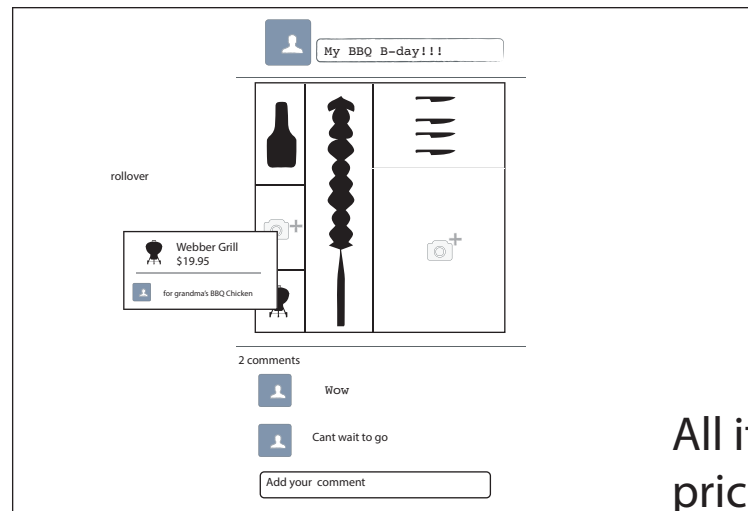 My BBQ B-day!!!
rollover
Webber Grill
$19.95
for grandma's BBQ Chicken
2 comments
Wow
Cant wait to go
Add your comment
All